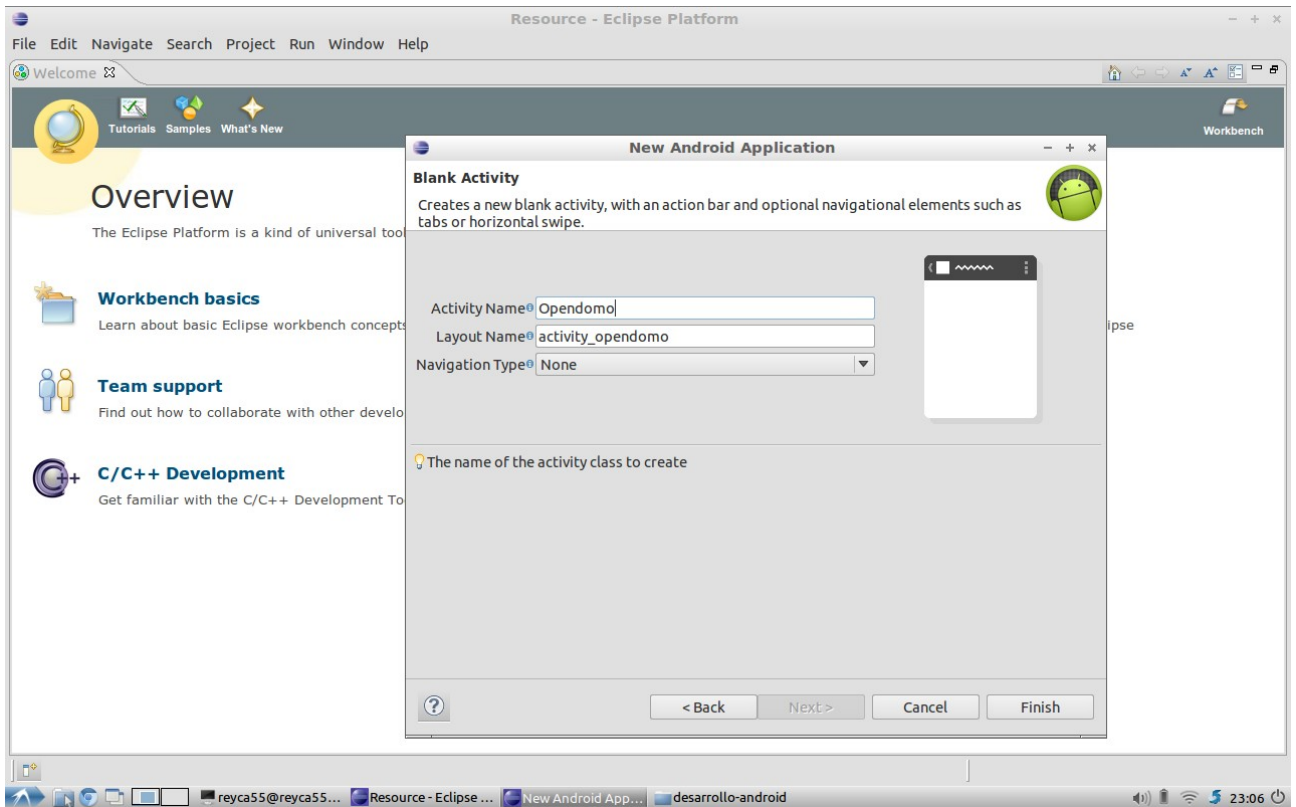 Resource - Eclipse Platform
File Edit Navigate Search Project Run Window Help
Welcome
Tutorials Samples What's New
Workbench
New Android Application
Blank Activity
Creates a new blank activity, with an action bar and optional navigational elements such as
tabs or horizontal swipe.
Overview
The Eclipse Platform is a kind of universal tool
Workbench basics
Learn about basic Eclipse workbench concepts
ipse
Team support
Find out how to collaborate with other develo
C/C++ Development
Get familiar with the C/C++ Development To
Activity Name Opendomo
Layout Name activity_opendomo
Navigation Type None
The name of the activity class to create
< Back Next > Cancel Finish
reyca55@reyca55... Resource - Eclipse ... New Android App... desarrollo-android 23:06